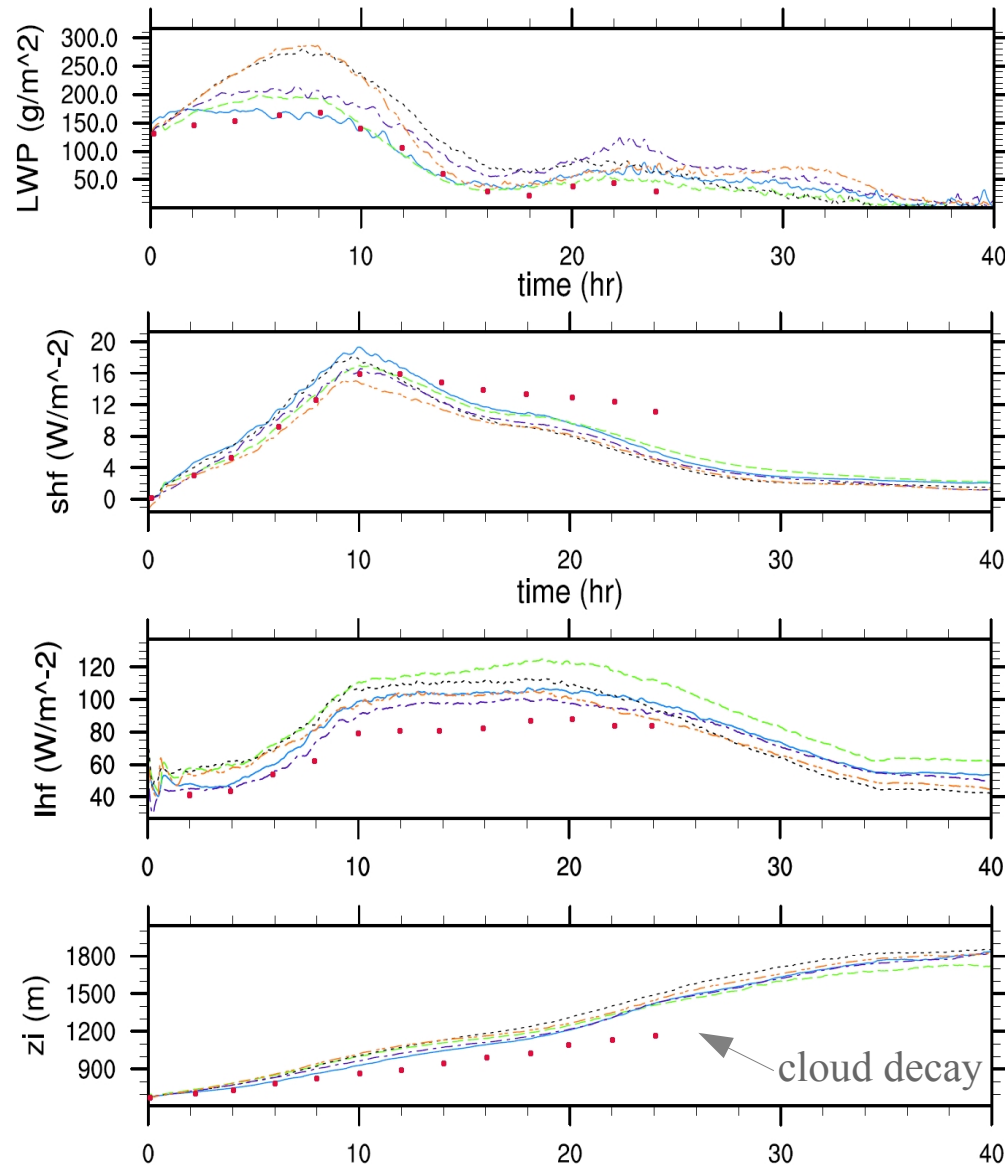 LWP (g/m^2)
300.0
250.0
200.0
150.0
100.0
50.0
0 10 20 30 40
time (hr)
shf (W/m^-2)
20
16
12
8
4
0
0 10 20 30 40
time (hr)
lhf (W/m^-2)
120
100
80
60
40
0 10 20 30 40
zi (m)
1800
1500
1200
900
cloud decay
0 10 20 30 40